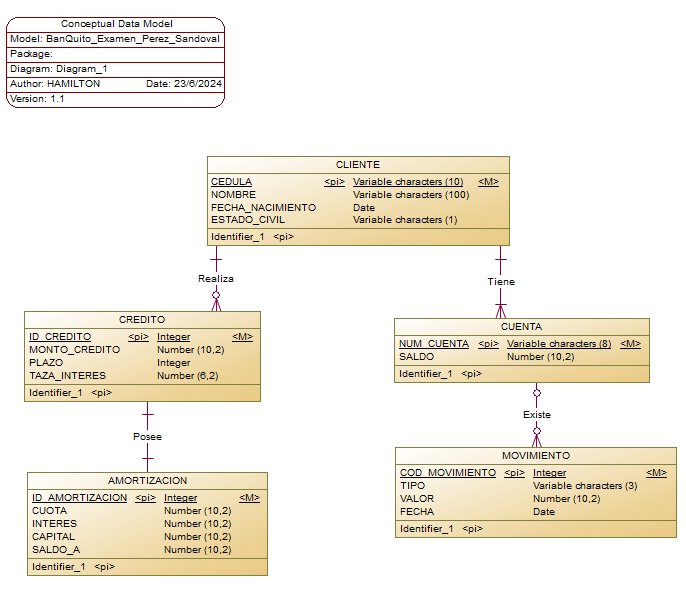 Conceptual Data Model
Model: BanQuito_Examen_Perez_Sandoval
Package:
Diagram: Diagram_1
Author: HAMILTON Date: 23/6/2024
Version: 1.1
CLIENTE
CEDULA <pi> Variable characters (10) <M>
NOMBRE Variable characters (100)
FECHA_NACIMIENTO Date
ESTADO_CIVIL Variable characters (1)
Identifier_1 <pi>
Realiza
Tiene
CREDITO
ID_CREDITO <pi> Integer <M>
MONTO_CREDITO Number (10,2)
PLAZO Integer
TAZA_INTERES Number (6,2)
Identifier_1 <pi>
CUENTA
NUM_CUENTA <pi> Variable characters (8) <M>
SALDO Number (10,2)
Identifier_1 <pi>
Posee
Existe
AMORTIZACION
ID_AMORTIZACION <pi> Integer <M>
CUOTA Number (10,2)
INTERES Number (10,2)
CAPITAL Number (10,2)
SALDO_A Number (10,2)
Identifier_1 <pi>
MOVIMIENTO
COD_MOVIMIENTO <pi> Integer <M>
TIPO Variable characters (3)
VALOR Number (10,2)
FECHA Date
Identifier_1 <pi>